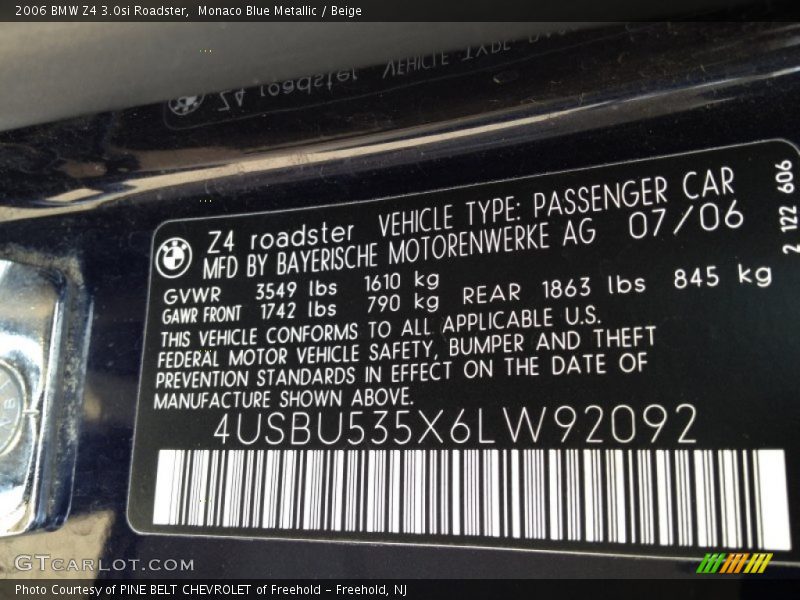 2006 BMW Z4 3.0si Roadster, Monaco Blue Metallic / Beige
Z4 roadster VEHICLE TYPE:
Z4 roadster VEHICLE TYPE: PASSENGER CAR
MFD BY BAYERISCHE MOTORENWERKE AG 07/06
GVWR 3549 lbs 1610 kg
GAWR FRONT 1742 lbs 790 kg REAR 1863 lbs 845 kg
THIS VEHICLE CONFORMS TO ALL APPLICABLE U.S.
FEDERAL MOTOR VEHICLE SAFETY, BUMPER AND THEFT
PREVENTION STANDARDS IN EFFECT ON THE DATE OF
MANUFACTURE SHOWN ABOVE.
4USBU535X6LW92092
2 122 606
GTCARLOT.COM
Photo Courtesy of PINE BELT CHEVROLET of Freehold - Freehold, NJ